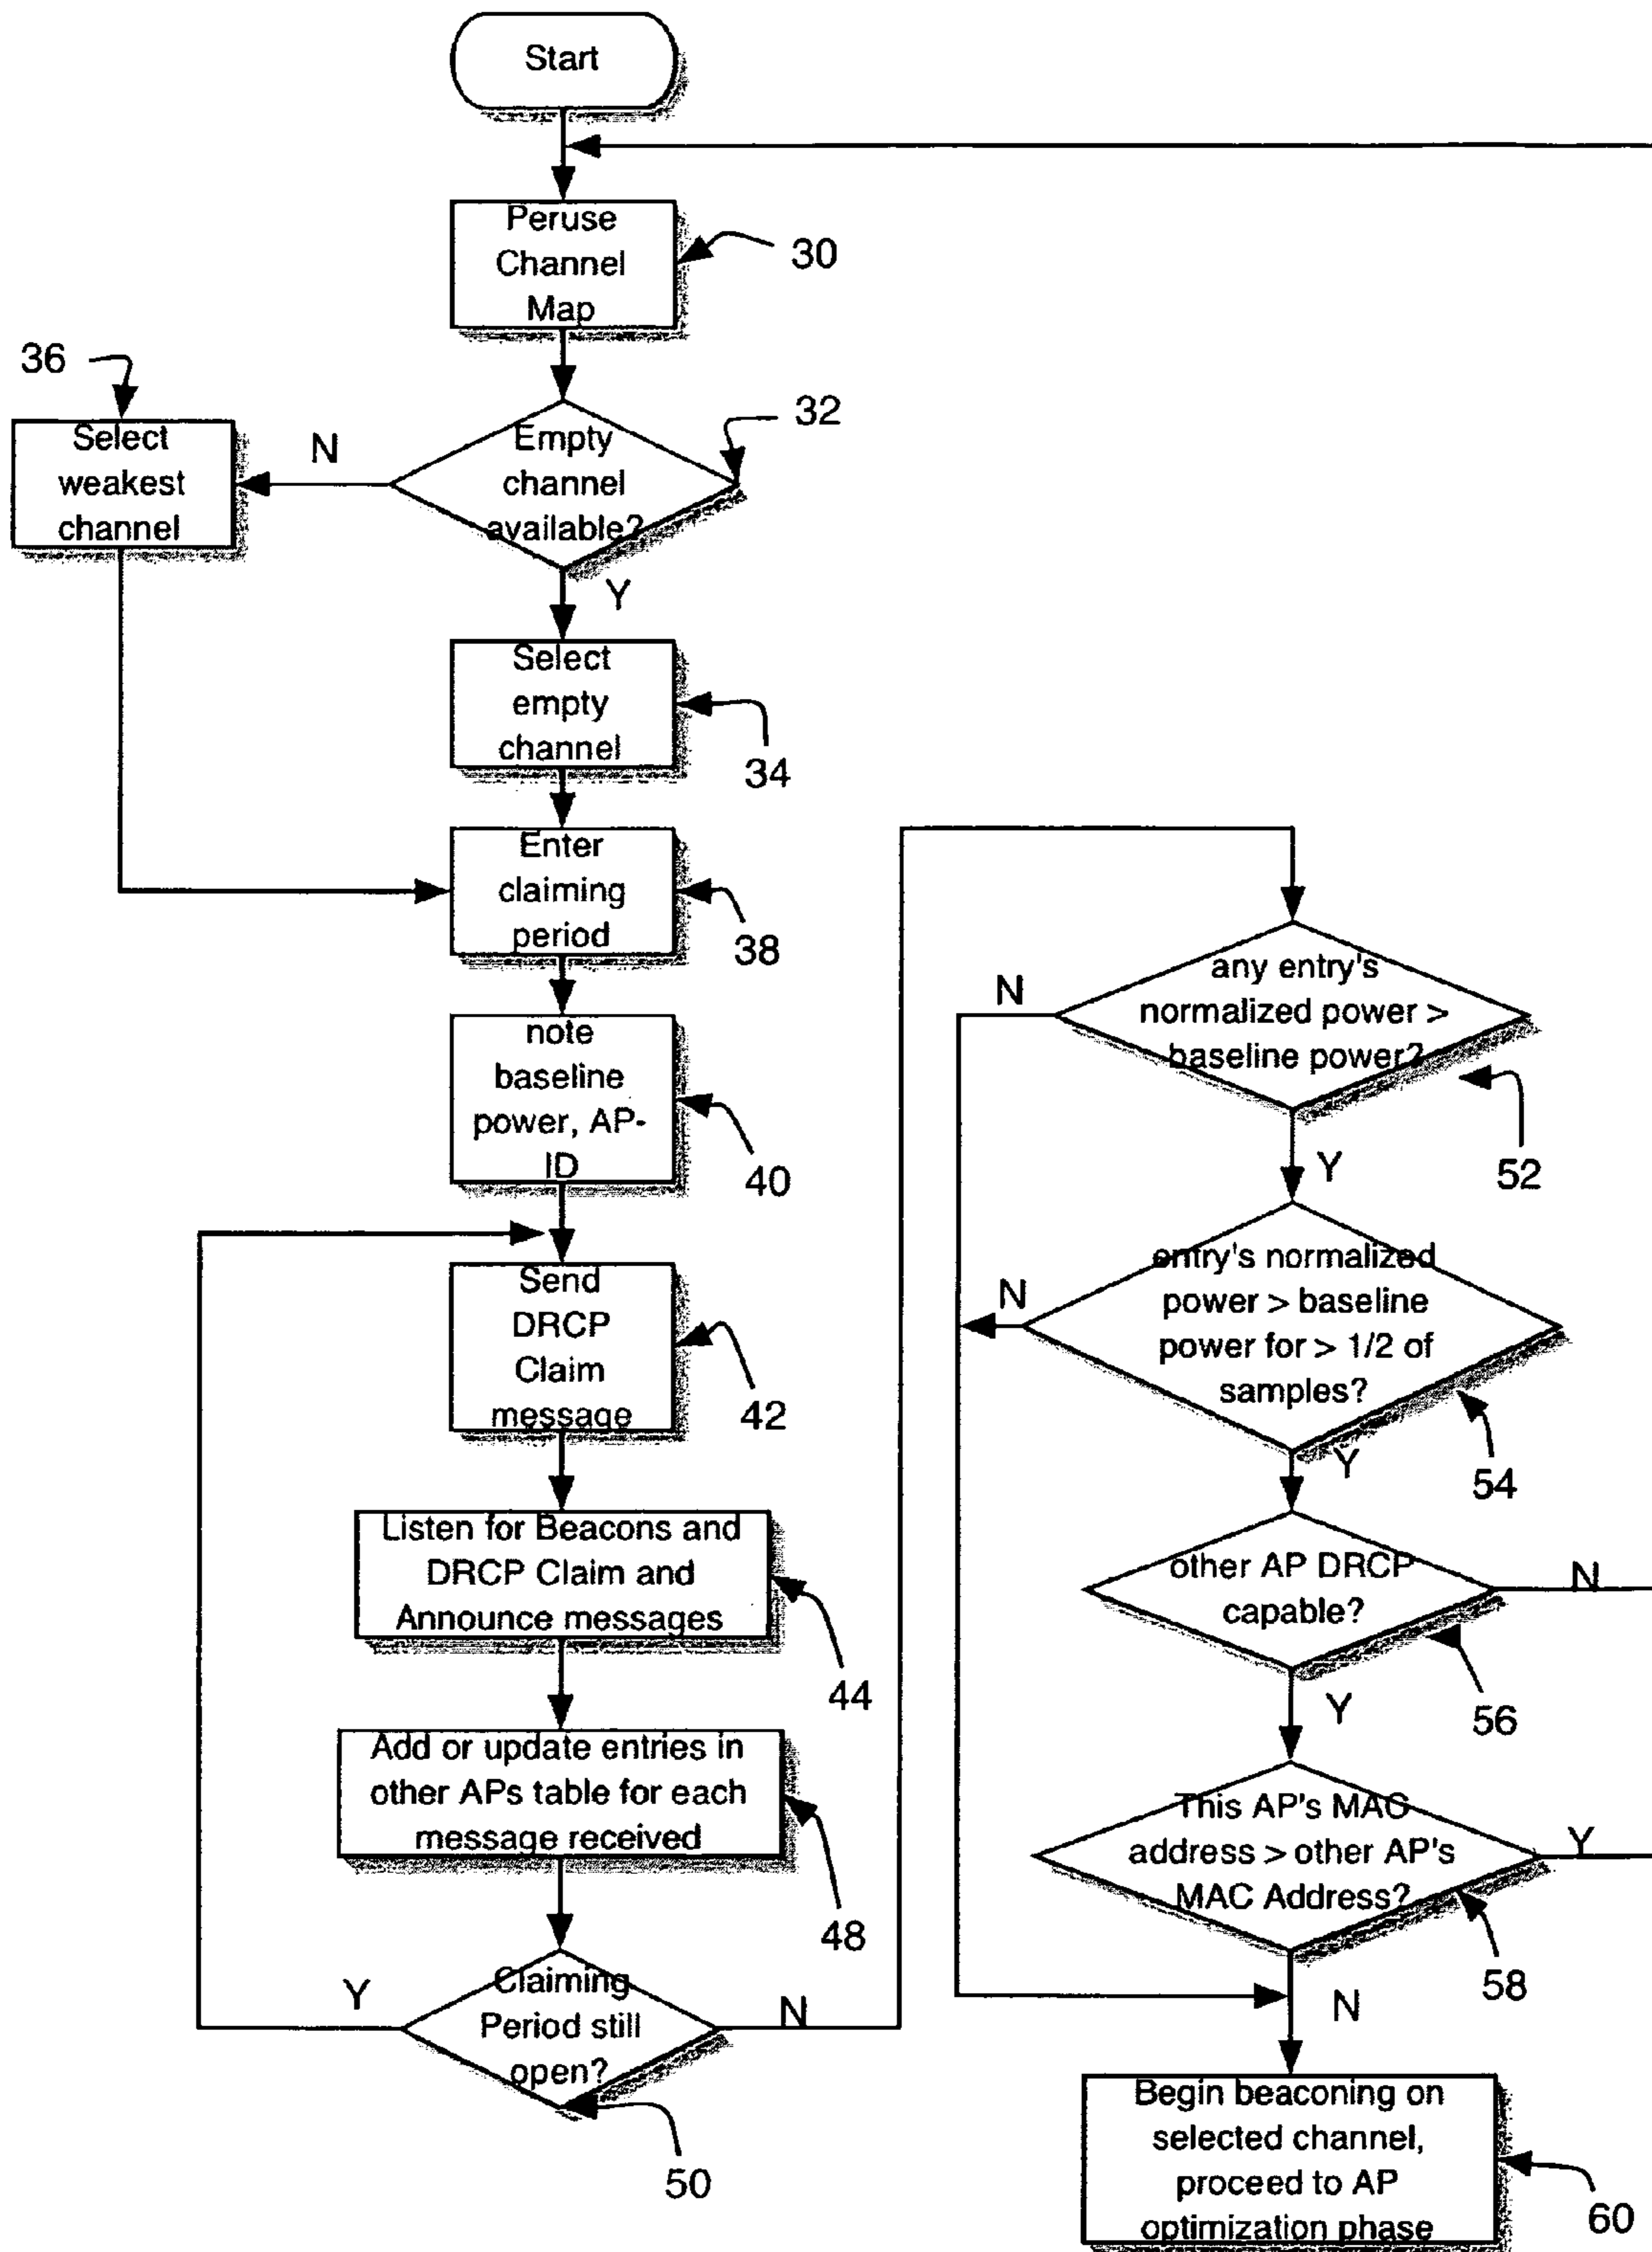 Start
Peruse
Channel
Map
30
36
Select
weakest
channel
N
Empty
channel
available?
32
Y
Select
empty
channel
34
Enter
claiming
period
38
note
baseline
power, AP-
ID
40
Send
DRCP
Claim
message
42
Listen for Beacons and
DRCP Claim and
Announce messages
44
Add or update entries in
other APs table for each
message received
48
Y
Claiming
Period still
open?
N
50
any entry's
normalized power >
baseline power?
N
52
Y
entry's normalized
power > baseline
power for > 1/2 of
samples?
N
54
Y
other AP DRCP
capable?
N
56
Y
This AP's MAC
address > other AP's
MAC Address?
Y
58
N
Begin beaconing on
selected channel,
proceed to AP
optimization phase
60